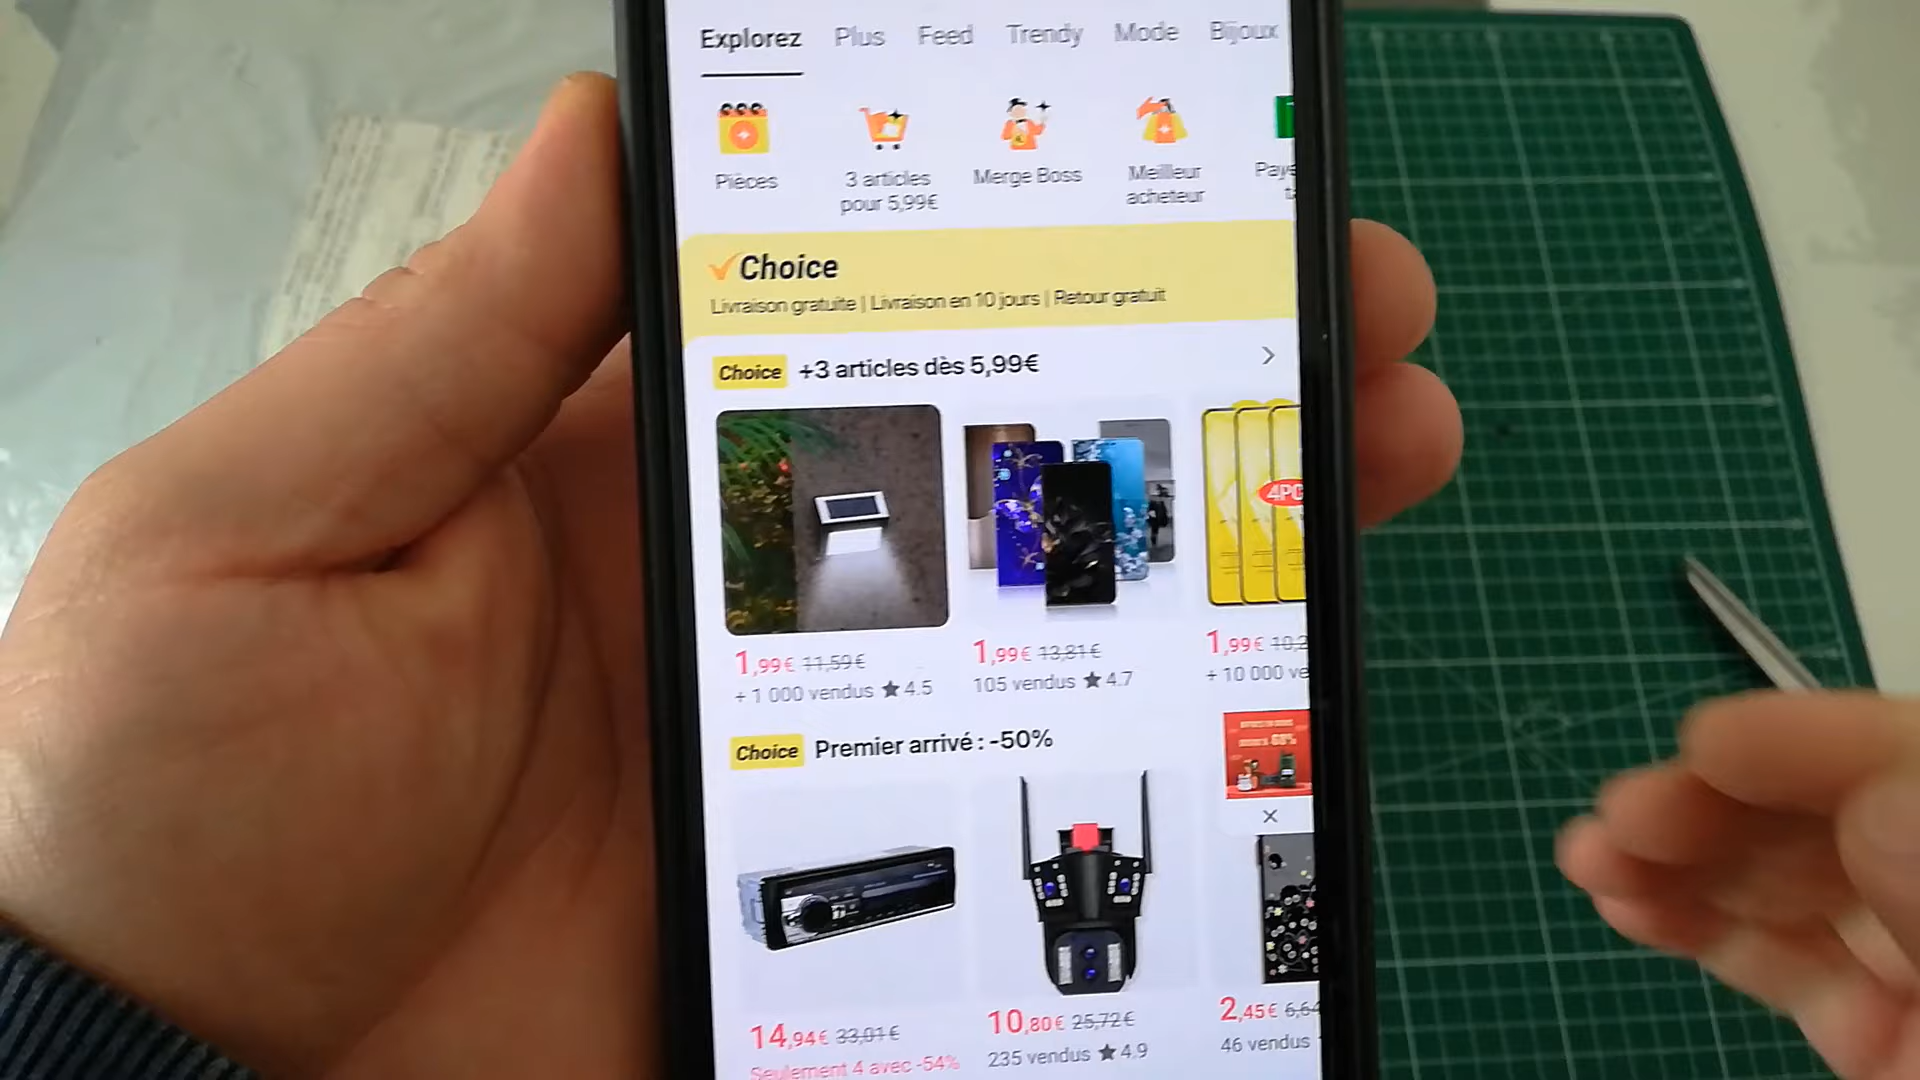 Explorez Plus Feed Trendy Mode Bijoux
Pièces
3 articles
pour 5,99€
Merge Boss
Meilleur
acheteur
Choice
Livraison gratuite | Livraison en 10 jours | Retour gratuit
Choice +3 articles dès 5,99€
4PC
1,99€ 11,59€
+ 1 000 vendus ★ 4.5
1,99€ 13,81€
105 vendus ★ 4.7
1,99€
+ 10 000 ve
Choice Premier arrivé : -50%
14,94€ 33,01€
Seulement 4 avec -54%
10,80€ 25,72€
235 vendus ★ 4.9
2,45€ 6,64
46 vendus